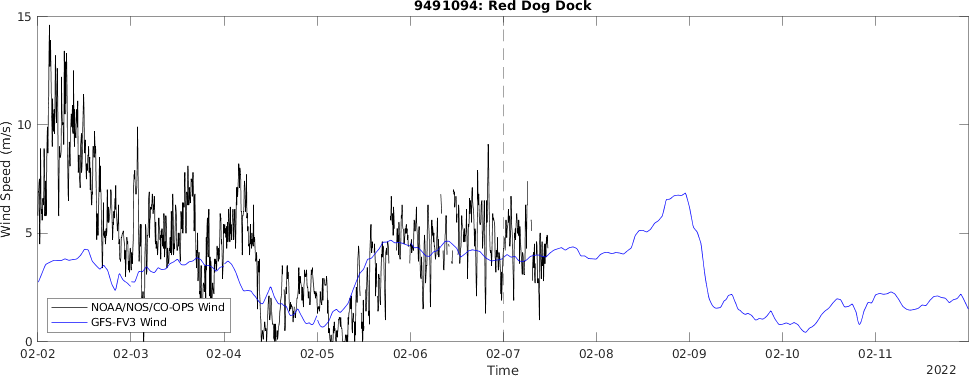 9491094: Red Dog Dock
Wind Speed (m/s)
15
10
5
0
NOAA/NOS/CO-OPS Wind
GFS-FV3 Wind
02-02 02-03 02-04 02-05 02-06 02-07 02-08 02-09 02-10 02-11
Time
2022